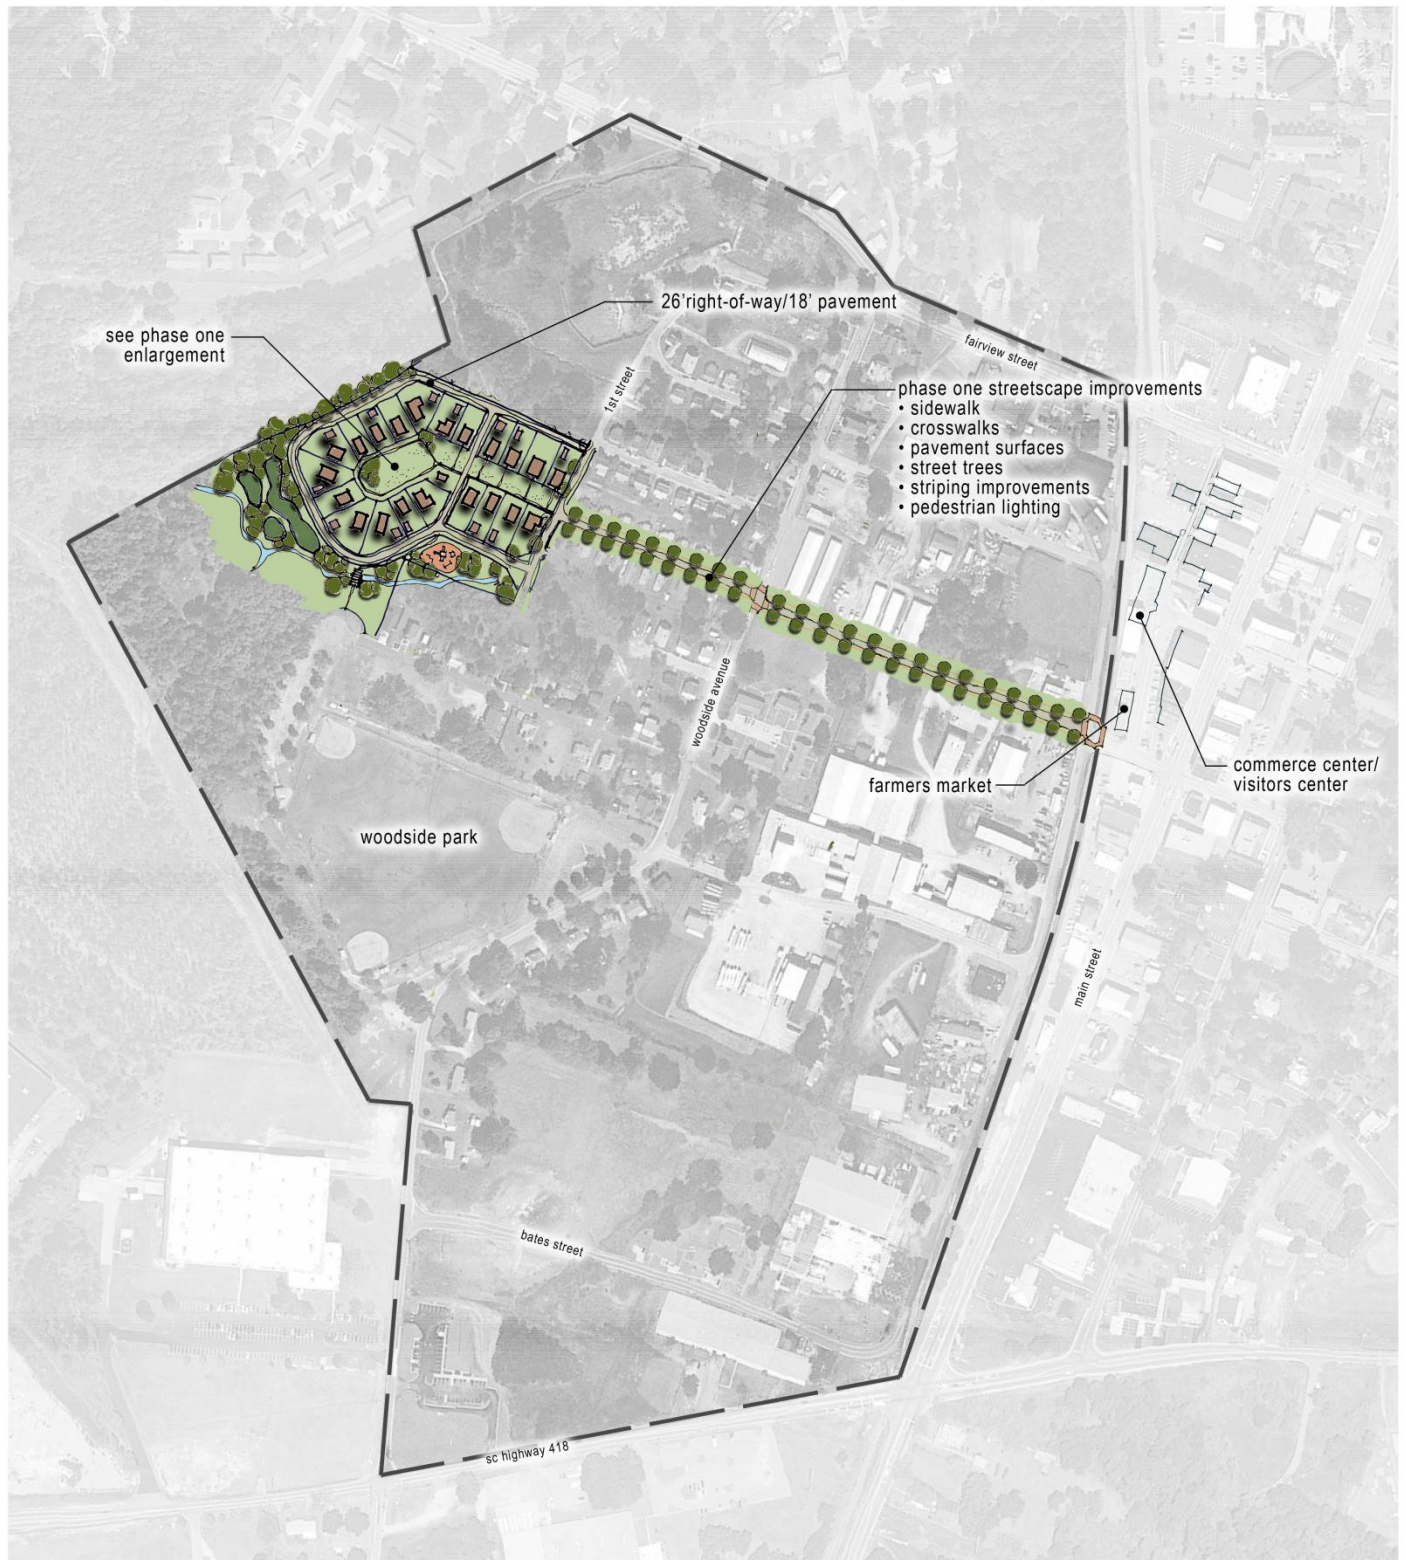 26'right-of-way/18' pavement
see phase one
enlargement
fairview street
1st street
phase one streetscape improvements
• sidewalk
• crosswalks
• pavement surfaces
• street trees
• striping improvements
• pedestrian lighting
woodside avenue
commerce center/
visitors center
farmers market
woodside park
main street
bates street
sc highway 418